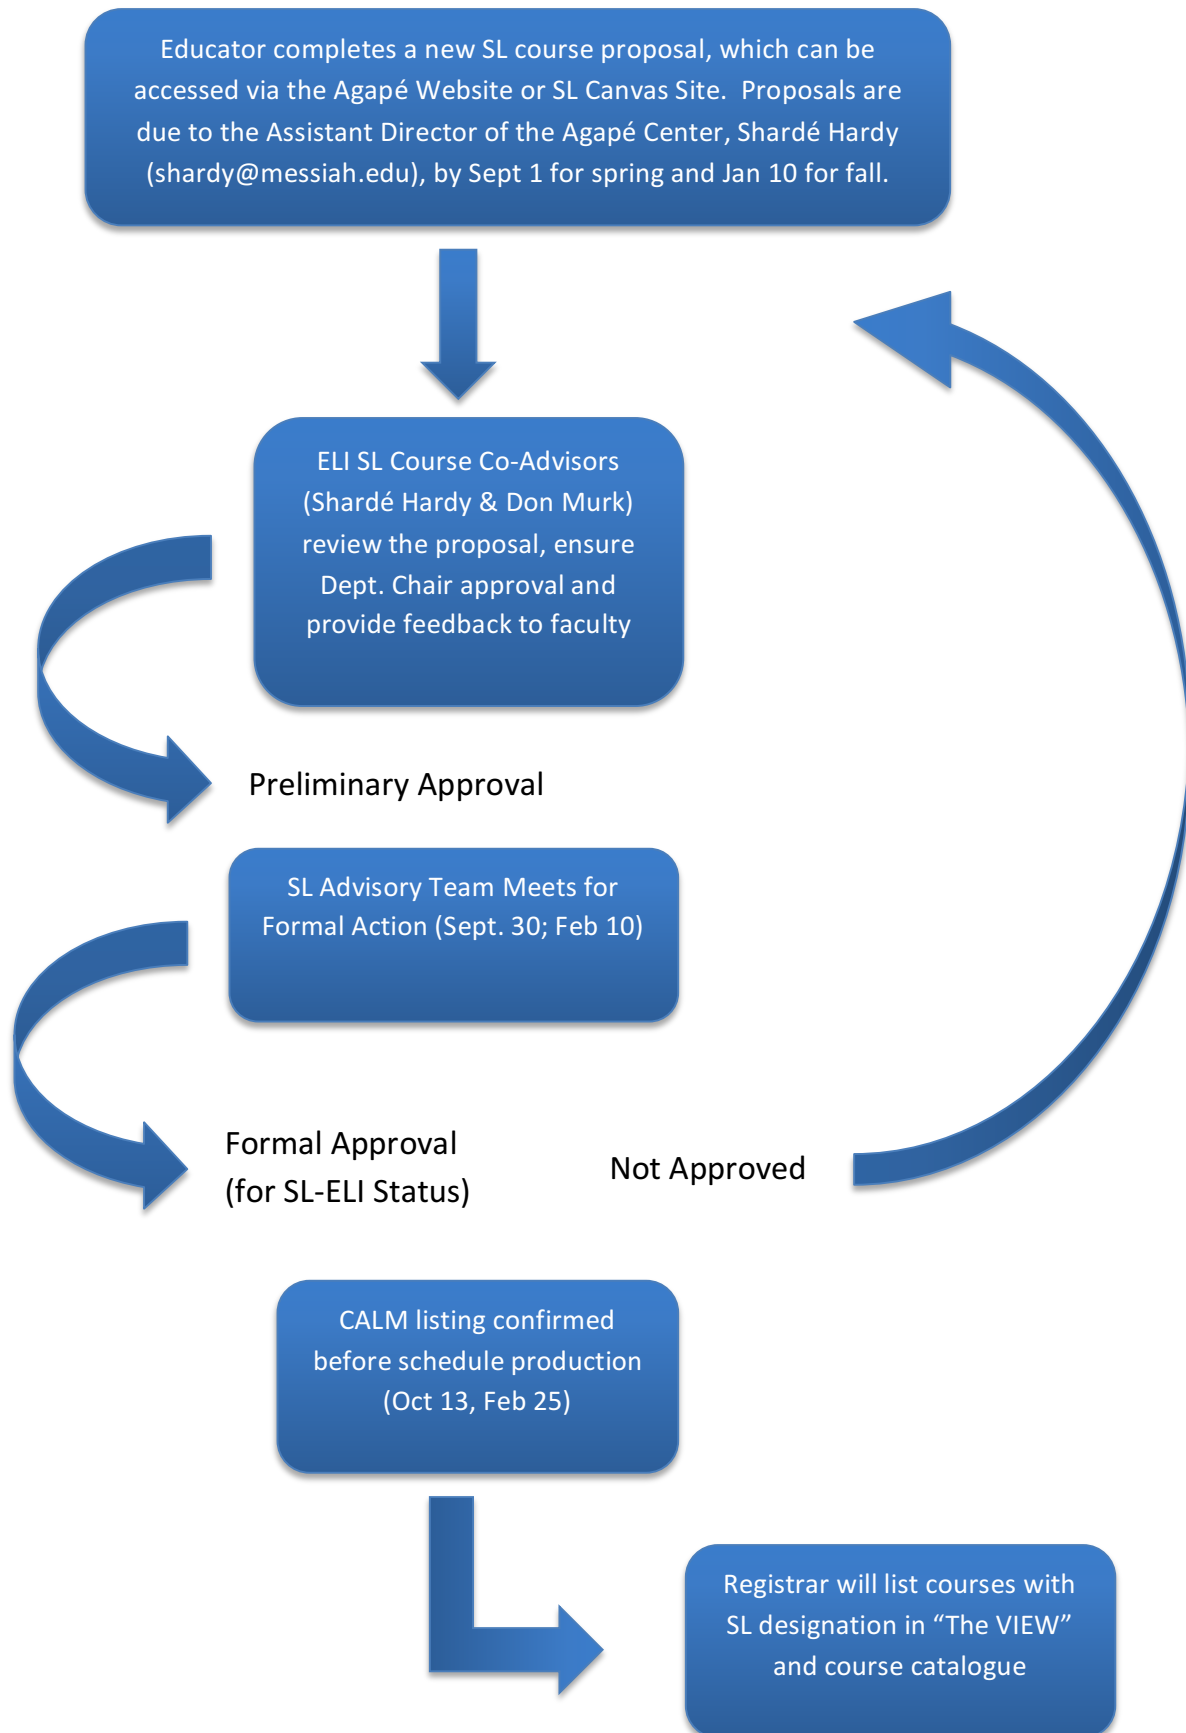 Educator completes a new SL course proposal, which can be
accessed via the Agapé Website or SL Canvas Site.  Proposals are
due to the Assistant Director of the Agapé Center, Shardé Hardy
(shardy@messiah.edu), by Sept 1 for spring and Jan 10 for fall.
ELI SL Course Co-Advisors
(Shardé Hardy & Don Murk)
review the proposal, ensure
Dept. Chair approval and
provide feedback to faculty
Preliminary Approval
SL Advisory Team Meets for
Formal Action (Sept. 30; Feb 10)
Formal Approval
(for SL-ELI Status)
Not Approved
CALM listing confirmed
before schedule production
(Oct 13, Feb 25)
Registrar will list courses with
SL designation in “The VIEW”
and course catalogue